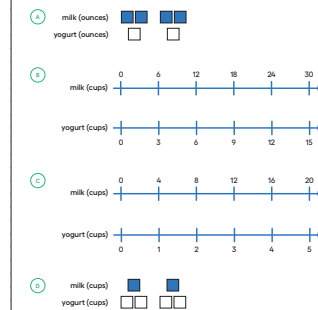 A milk (ounces)
yogurt (ounces)
B 0 6 12 18 24 30
milk (cups)
yogurt (cups)
0 3 6 9 12 15
C 0 4 8 12 16 20
milk (cups)
yogurt (cups)
0 1 2 3 4 5
D milk (cups)
yogurt (cups)